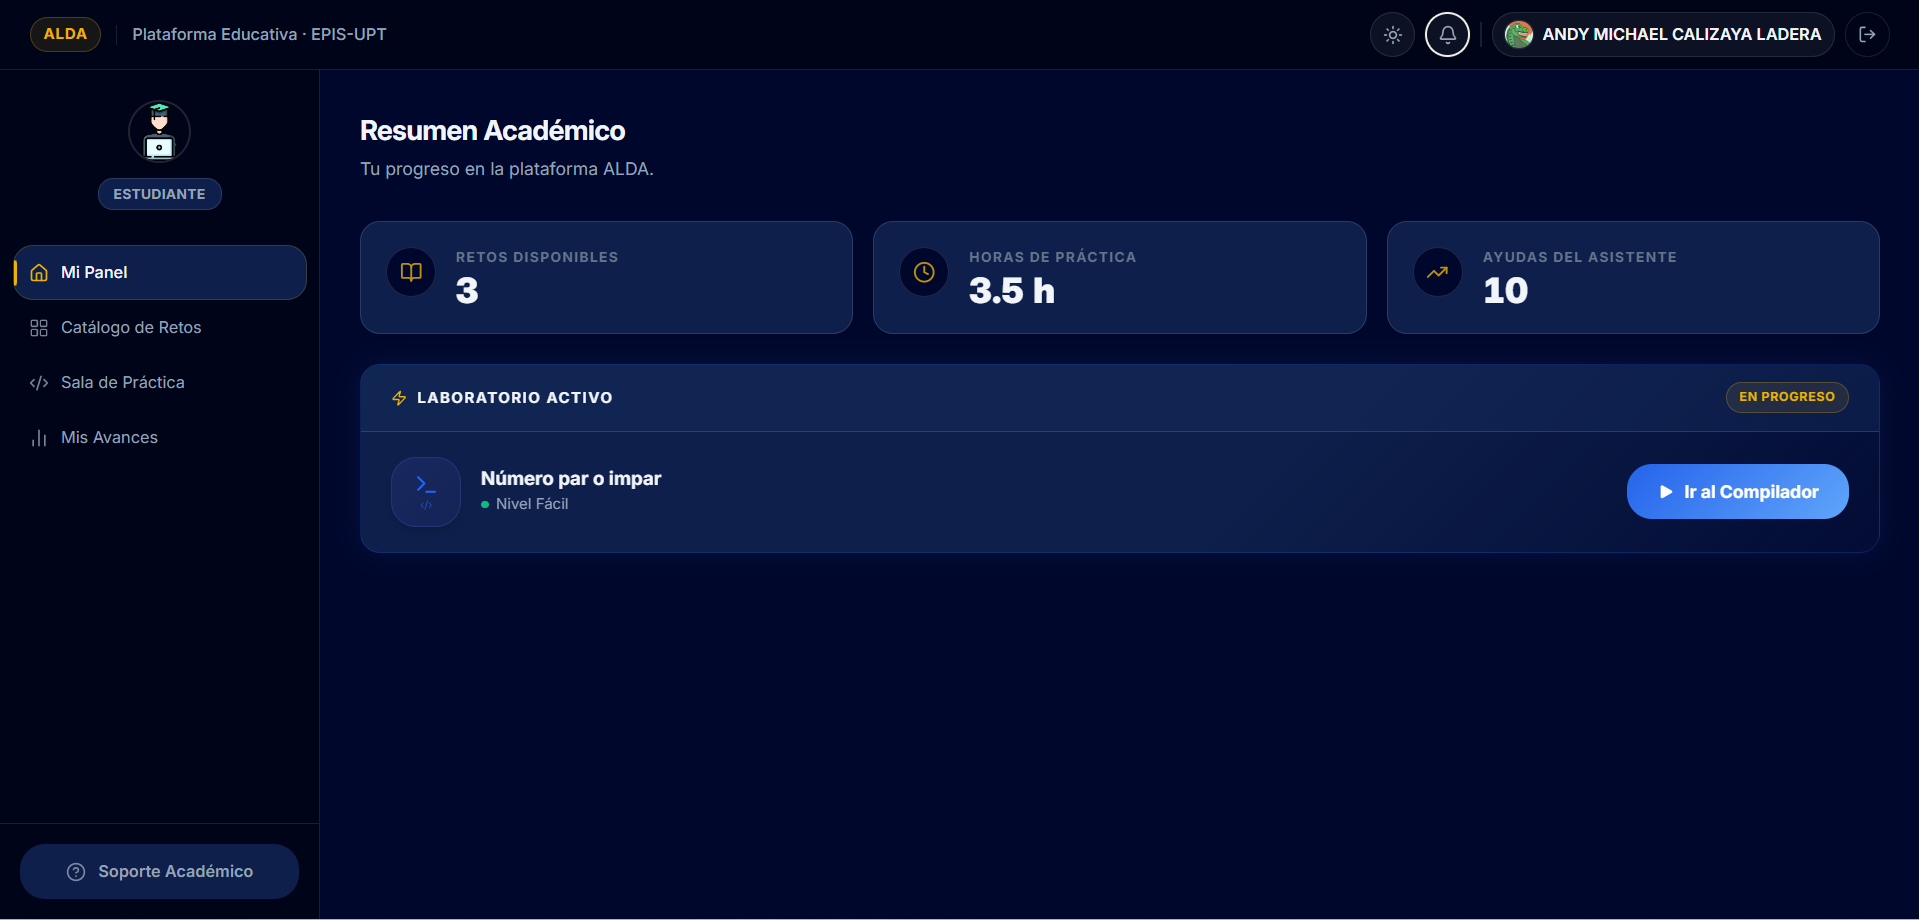 ALDA
Plataforma Educativa · EPIS-UPT
ANDY MICHAEL CALIZAYA LADERA
ESTUDIANTE
Mi Panel
Catálogo de Retos
Sala de Práctica
Mis Avances
Soporte Académico
Resumen Académico
Tu progreso en la plataforma ALDA.
RETOS DISPONIBLES
3
HORAS DE PRÁCTICA
3.5 h
AYUDAS DEL ASISTENTE
10
LABORATORIO ACTIVO
EN PROGRESO
Número par o impar
Nivel Fácil
Ir al Compilador